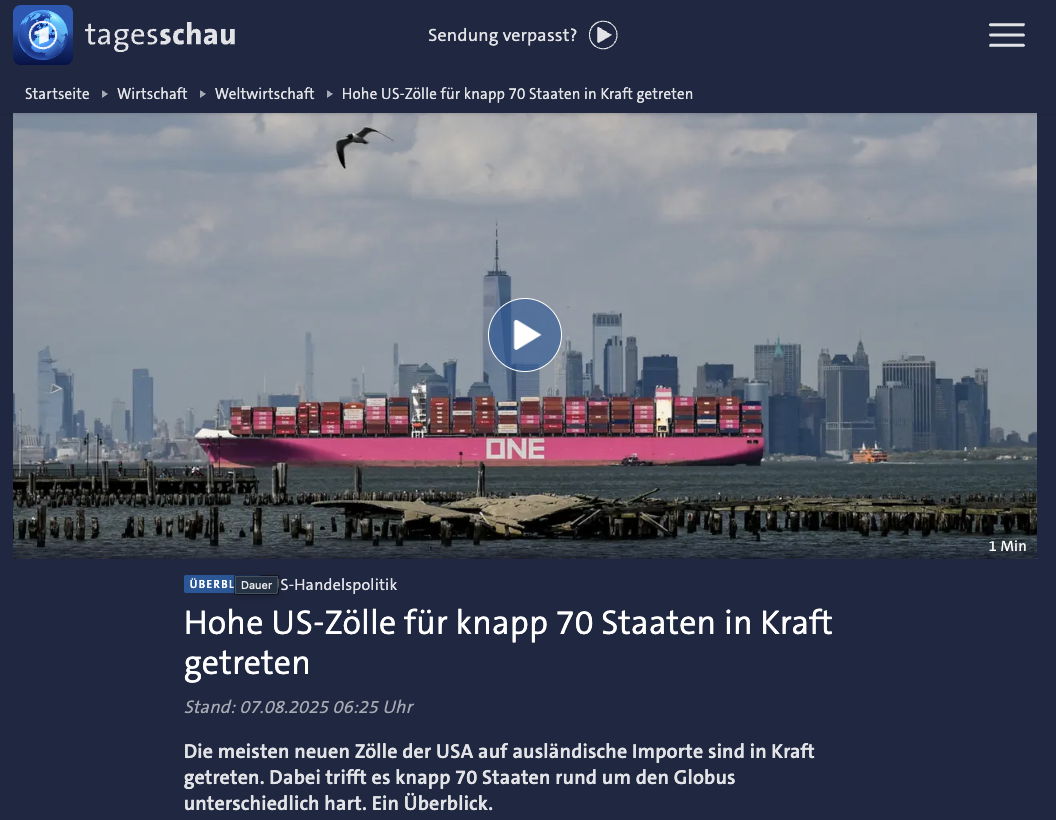 tagesschau
Sendung verpasst?
Startseite Wirtschaft Weltwirtschaft Hohe US-Zölle für knapp 70 Staaten in Kraft getreten
ONE
1 Min
ÜBERBL Dauer S-Handelspolitik
Hohe US-Zölle für knapp 70 Staaten in Kraft
getreten
Stand: 07.08.2025 06:25 Uhr
Die meisten neuen Zölle der USA auf ausländische Importe sind in Kraft
getreten. Dabei trifft es knapp 70 Staaten rund um den Globus
unterschiedlich hart. Ein Überblick.